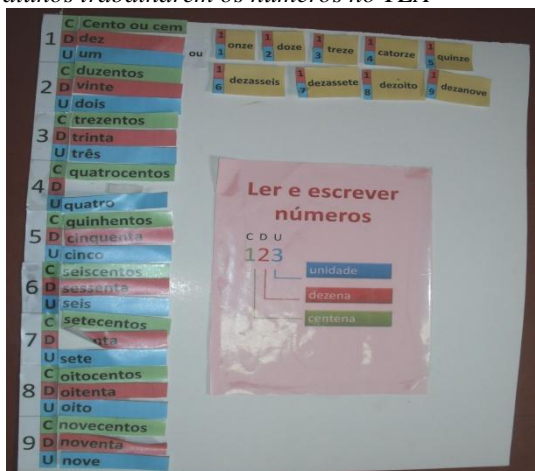 alunos trabalharem os números no TLA
1 C Cento ou cem
D dez
U um
ou
1 1 onze
1 2 doze
1 3 treze
1 4 catorze
1 5 quinze
1 6 dezasseis
1 7 dezassete
1 8 dezoito
1 9 dezanove
2 C duzentos
D vinte
U dois
3 C trezentos
D trinta
U três
4 C quatrocentos
D
U quatro
5 C quinhentos
D cinquenta
U cinco
6 C seiscentos
D sessenta
U seis
7 C setecentos
D nta
U sete
8 C oitocentos
D oitenta
U oito
9 C novecentos
D noventa
U nove
Ler e escrever
números
C D U
123
unidade
dezena
centena